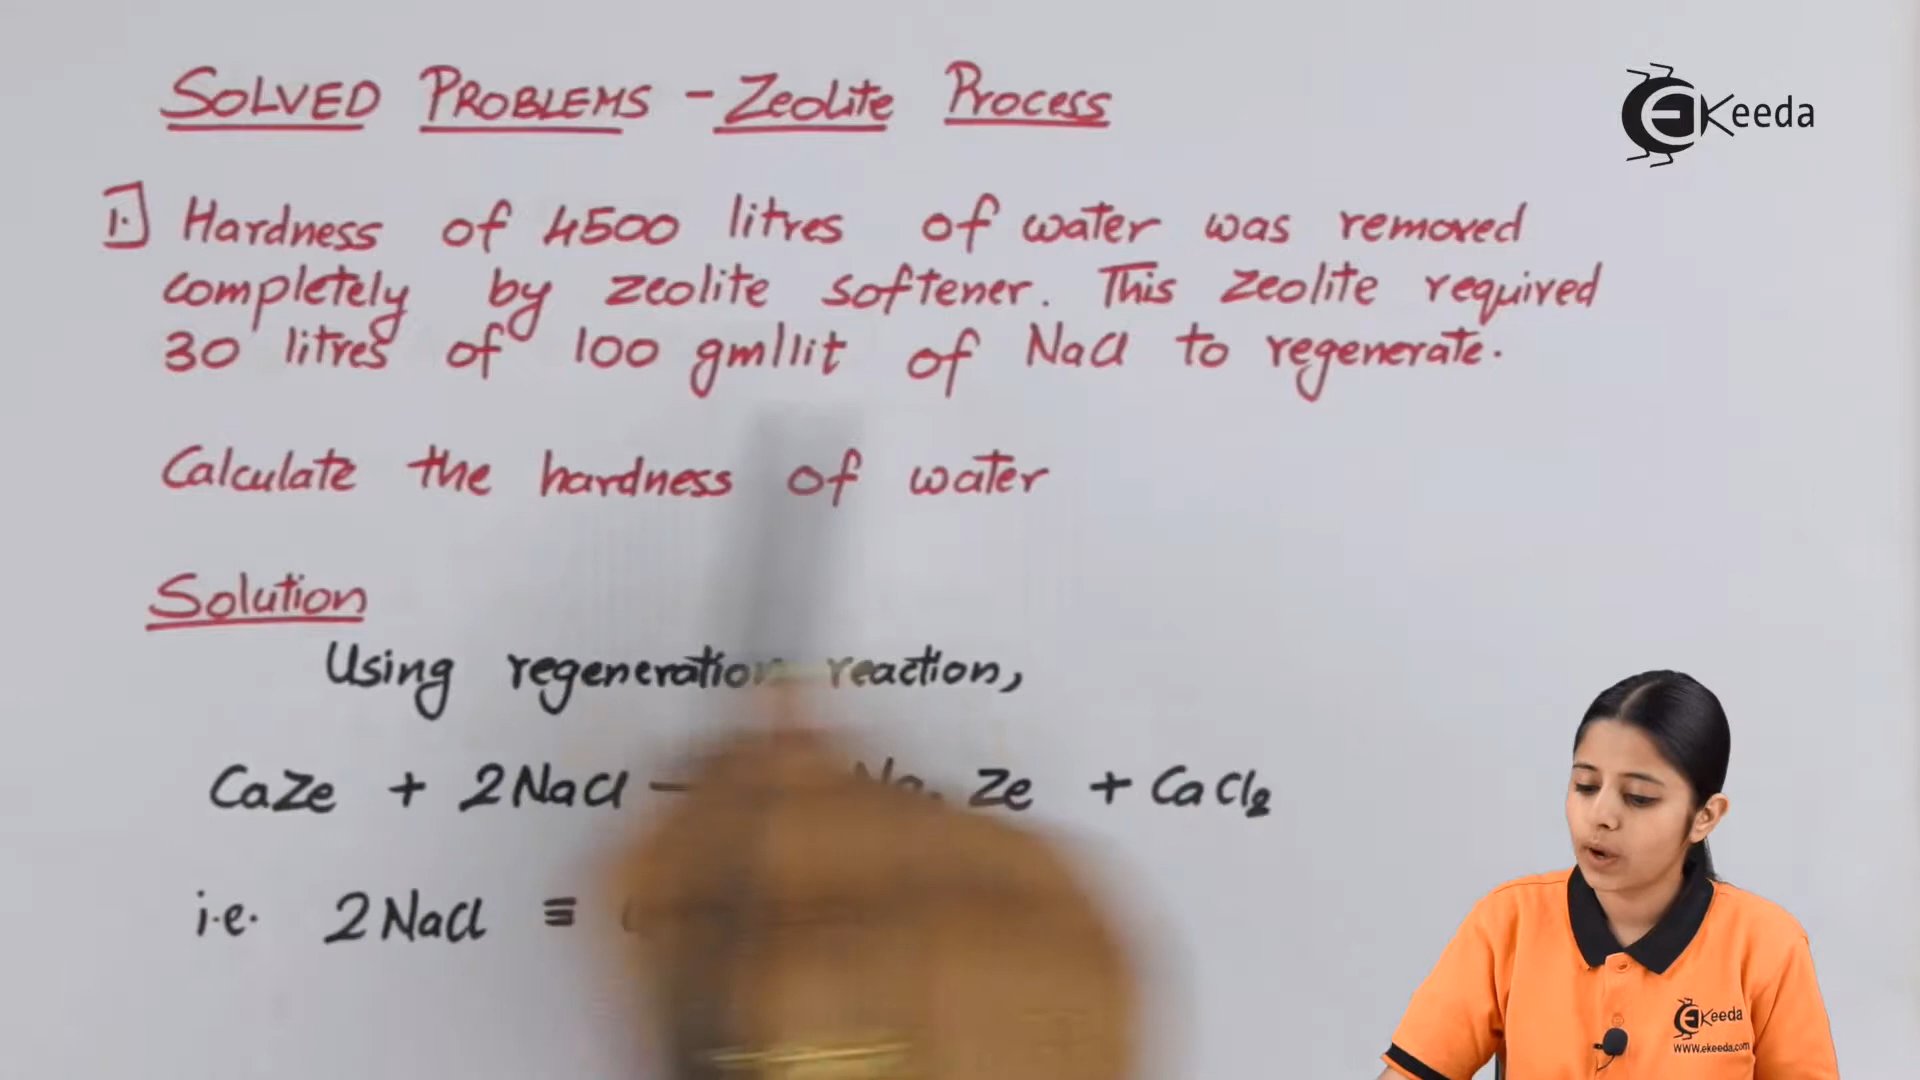 SOLVED PROBLEMS - Zeolite Process
EKeeda
1.] Hardness of 4500 litres of water was removed
completely by zeolite softener. This zeolite required
30 litres of 100 gm/lit of NaCl to regenerate.
Calculate the hardness of water
Solution
Using regeneration reaction,
CaZe + 2NaCl Ze + CaCl2
i.e. 2NaCl ≡
EKeeda
www.ekeeda.com